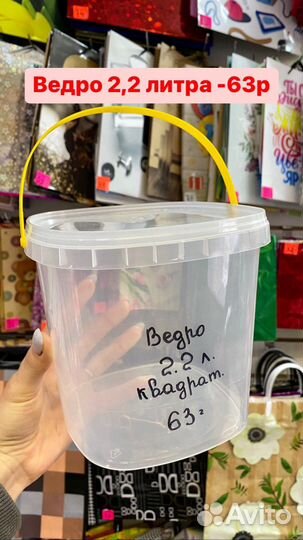 Ведро 2,2 литра -63р
Ведро
2.2 л.
квадрат.
63 г
Avito